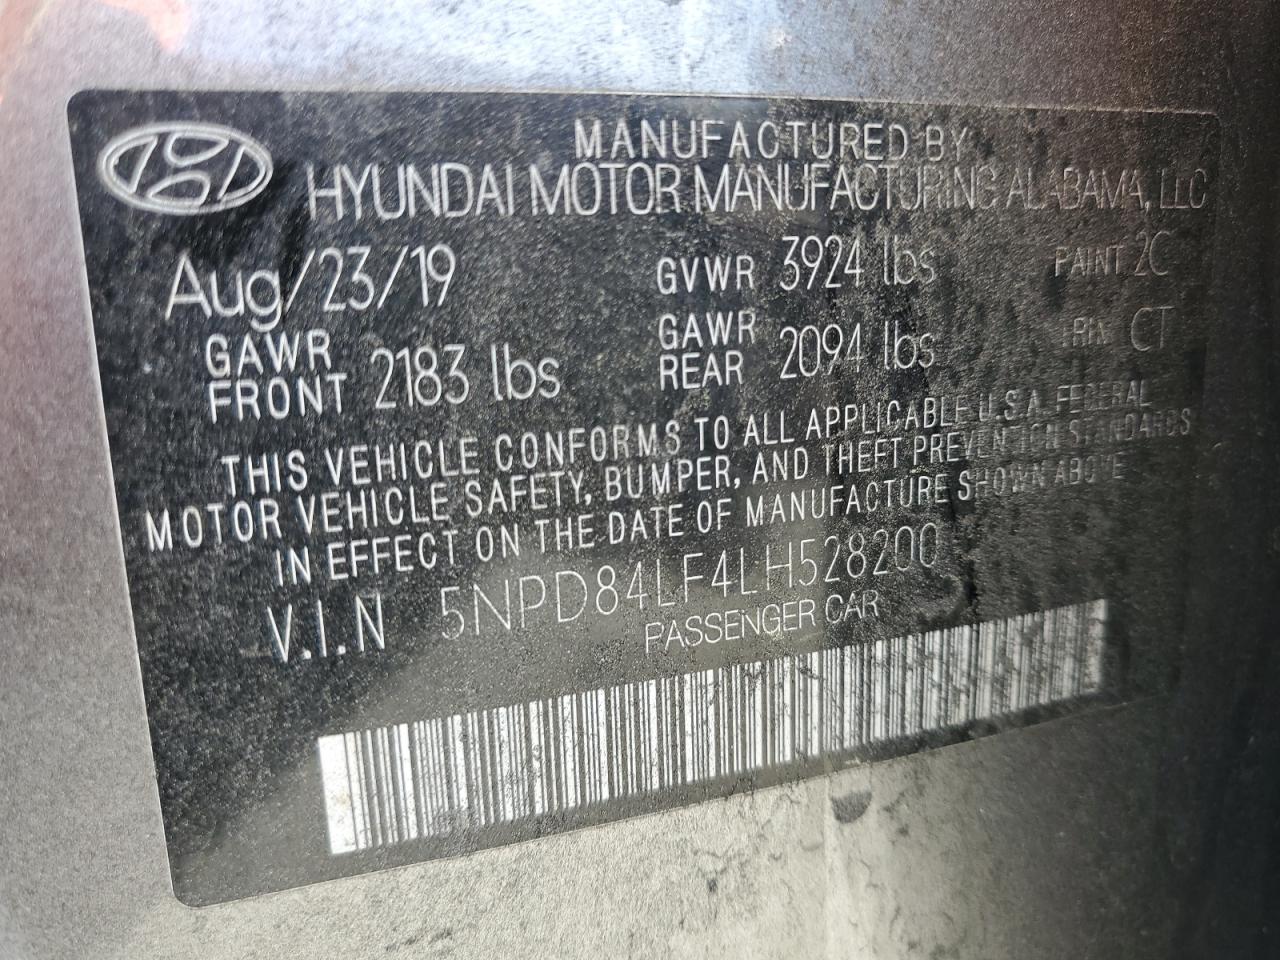 MANUFACTURED BY
HYUNDAI MOTOR MANUFACTURING ALABAMA, LLC
Aug/23/19 GVWR 3924 lbs PAINT 2C
GAWR FRONT 2183 lbs GAWR REAR 2094 lbs CT
THIS VEHICLE CONFORMS TO ALL APPLICABLE U.S.A. FEDERAL
MOTOR VEHICLE SAFETY, BUMPER, AND THEFT PREVENTION STANDARDS
IN EFFECT ON THE DATE OF MANUFACTURE SHOWN ABOVE
V.I.N 5NPD84LF4LH528200
PASSENGER CAR